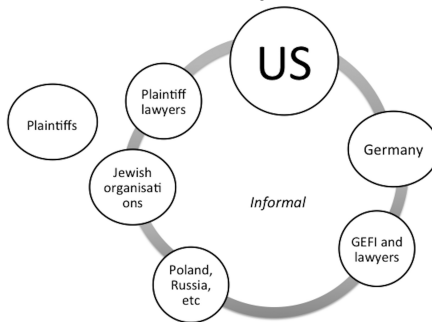 US
Plaintiff
lawyers
Plaintiffs
Germany
Jewish
organisati
ons
Informal
GEFI and
lawyers
Poland,
Russia,
etc